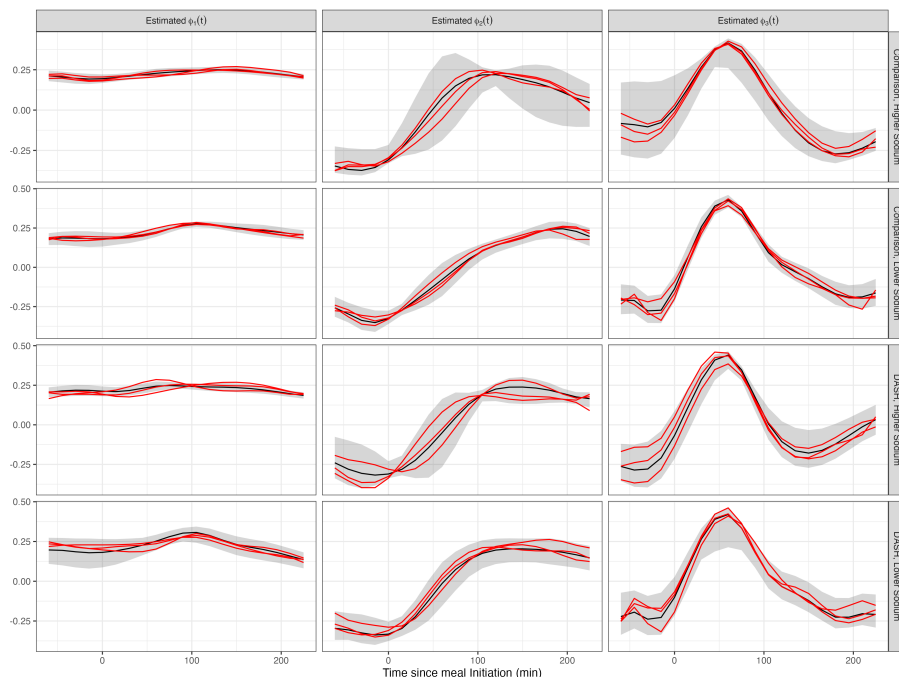 Estimated ϕ₁(t) Estimated ϕ₂(t) Estimated ϕ₃(t)
0.25
0.00
-0.25
Comparison, Higher Sodium
0.50
0.25
0.00
-0.25
Comparison, Lower Sodium
0.50
0.25
0.00
-0.25
DASH, Higher Sodium
0.50
0.25
0.00
-0.25
DASH, Lower Sodium
0 100 200 0 100 200 0 100 200
Time since meal Initiation (min)